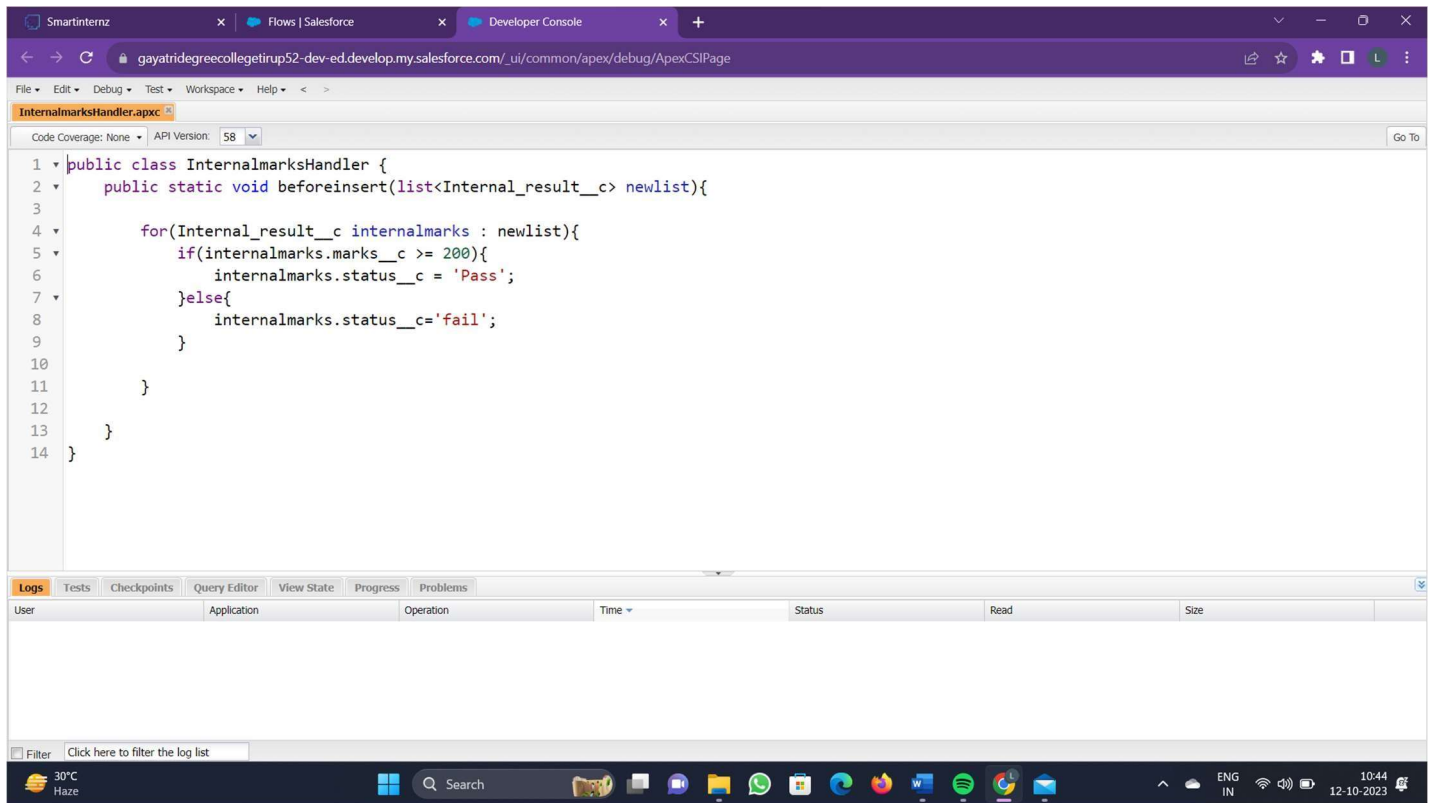 Smartinternz Flows | Salesforce Developer Console
gayatridegreecollegetirup52-dev-ed.develop.my.salesforce.com/_ui/common/apex/debug/ApexCSIPage L
File Edit Debug Test Workspace Help < >
InternalmarksHandler.apxc
Code Coverage: None API Version: 58 Go To
1 public class InternalmarksHandler {
2 public static void beforeinsert(list<Internal_result__c> newlist){
3
4 for(Internal_result__c internalmarks : newlist){
5 if(internalmarks.marks__c >= 200){
6 internalmarks.status__c = 'Pass';
7 }else{
8 internalmarks.status__c='fail';
9 }
10
11 }
12
13 }
14 }
Logs Tests Checkpoints Query Editor View State Progress Problems
User Application Operation Time Status Read Size
Filter Click here to filter the log list
30°C Search ENG 10:44
Haze IN 12-10-2023